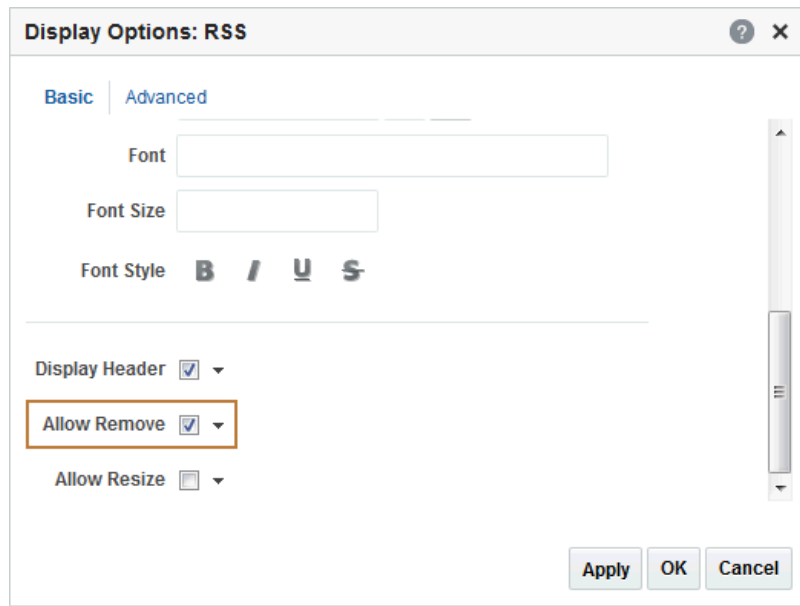 Display Options: RSS ?
Basic Advanced
Font
Font Size
Font Style B I U S
Display Header
Allow Remove
Allow Resize
Apply OK Cancel